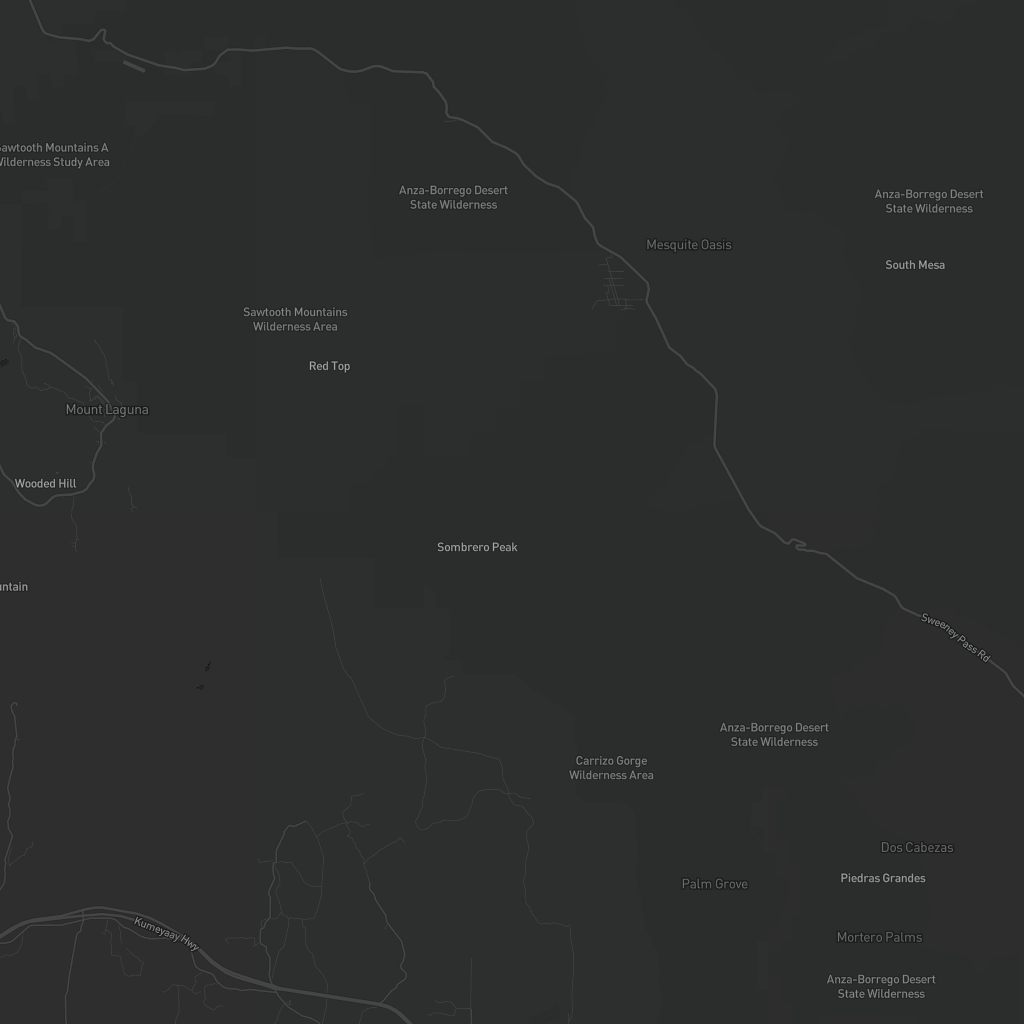 Sawtooth Mountains A
Wilderness Study Area
Anza-Borrego Desert
State Wilderness
Anza-Borrego Desert
State Wilderness
Mesquite Oasis
South Mesa
Sawtooth Mountains
Wilderness Area
Red Top
Mount Laguna
Wooded Hill
Sombrero Peak
untain
Sweeney Pass Rd
Anza-Borrego Desert
State Wilderness
Carrizo Gorge
Wilderness Area
Dos Cabezas
Piedras Grandes
Palm Grove
Kumeyaay Hwy
Mortero Palms
Anza-Borrego Desert
State Wilderness